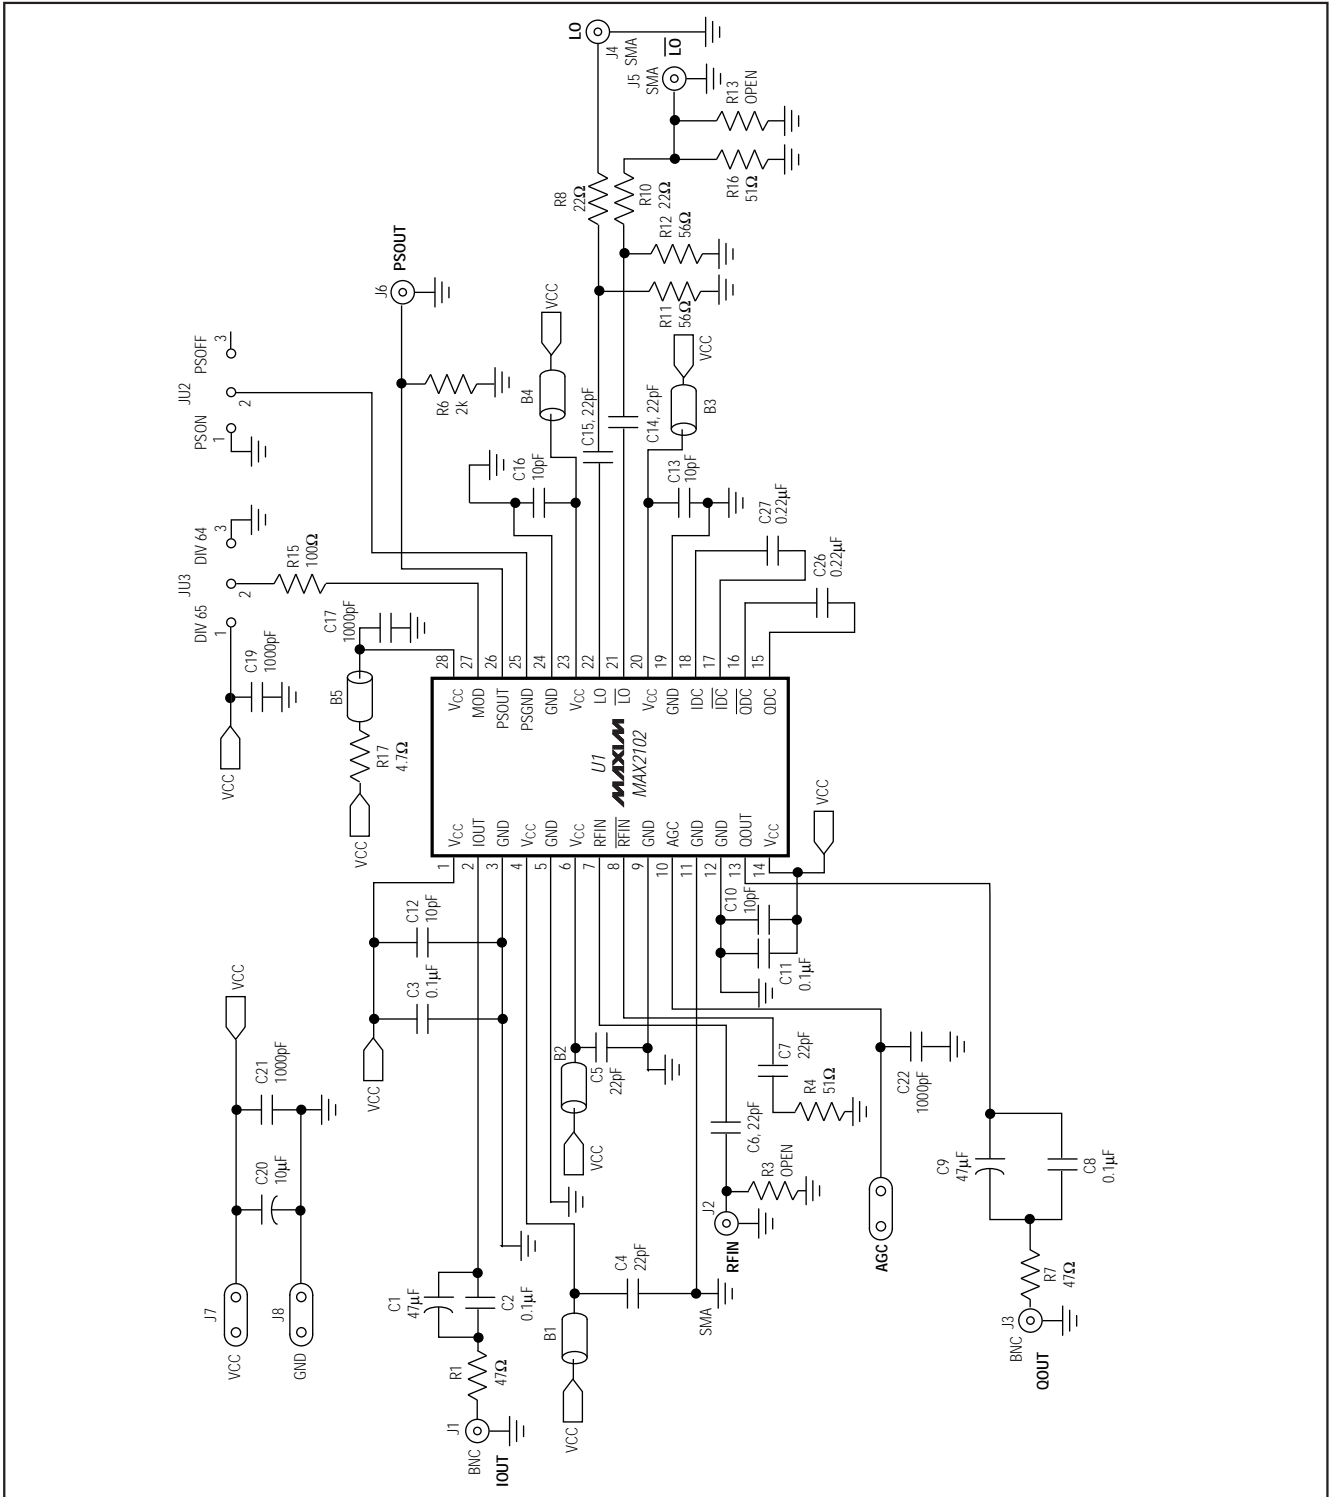 LO
J4
SMA
LO
J5
SMA
R13
OPEN
R16
51Ω
R8
22Ω
R10
22Ω
R12
56Ω
R11
56Ω
PSOUT
J6
R6
2k
JU2
PSON
1
2
PSOFF
3
JU3
DIV 65
1
2
DIV 64
3
R15
100Ω
C19
1000pF
VCC
C17
1000pF
B5
R17
4.7Ω
VCC
C16
10pF
B4
VCC
C15, 22pF
C14, 22pF
B3
VCC
C13
10pF
C27
0.22µF
C26
0.22µF
28
27
26
25
24
23
22
21
20
19
18
17
16
15
VCC
MOD
PSOUT
PSGND
GND
VCC
LO
LO
VCC
GND
IDC
IDC
QDC
QDC
U1
MAXIM
MAX2102
VCC
IOUT
GND
VCC
GND
VCC
RFIN
RFIN
GND
AGC
GND
GND
QOUT
VCC
1
2
3
4
5
6
7
8
9
10
11
12
13
14
VCC
C12
10pF
C3
0.1µF
VCC
C10
10pF
C11
0.1µF
VCC
C21
1000pF
C20
10µF
J7
VCC
J8
GND
B2
VCC
C5
22pF
C7
22pF
R4
51Ω
C6, 22pF
R3
OPEN
J2
RFIN
SMA
C22
1000pF
AGC
C1
47µF
C2
0.1µF
R1
47Ω
J1
BNC
IOUT
B1
VCC
C4
22pF
C9
47µF
C8
0.1µF
R7
47Ω
J3
BNC
QOUT